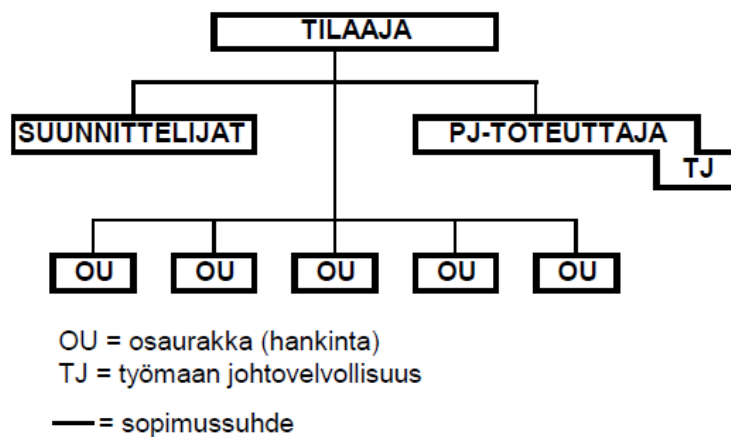 TILAAJA
SUUNNITTELIJAT
PJ-TOTEUTTAJA
TJ
OU OU OU OU OU
OU = osaurakka (hankinta)
TJ = työmaan johtovelvollisuus
= sopimussuhde